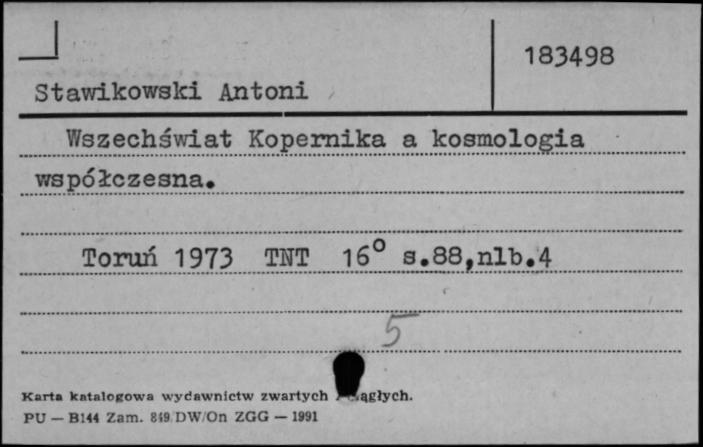 183498
Stawikowski Antoni
Wszechświat Kopernika a kosmologia
współczesna.
Toruń 1973 TNT 16° s.88,nlb.4
5
Karta katalogowa wydawnictw zwartych
PU — B144 Zam. 849/DW/On ZGG — 1991